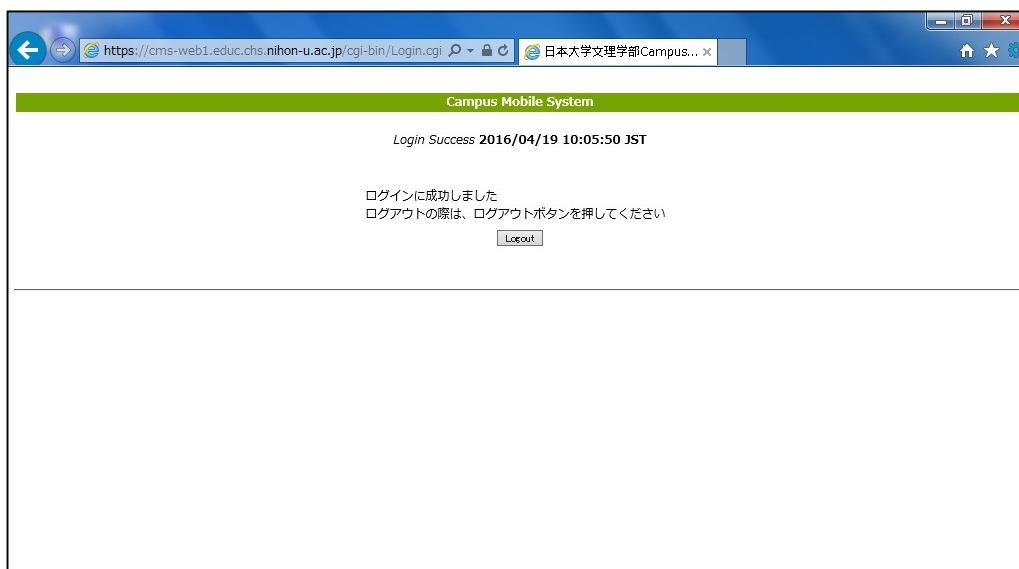 https://cms-web1.educ.chs.nihon-u.ac.jp/cgi-bin/Login.cgi
日本大学文理学部Campus...
Campus Mobile System
Login Success 2016/04/19 10:05:50 JST
ログインに成功しました
ログアウトの際は、ログアウトボタンを押してください
Logout